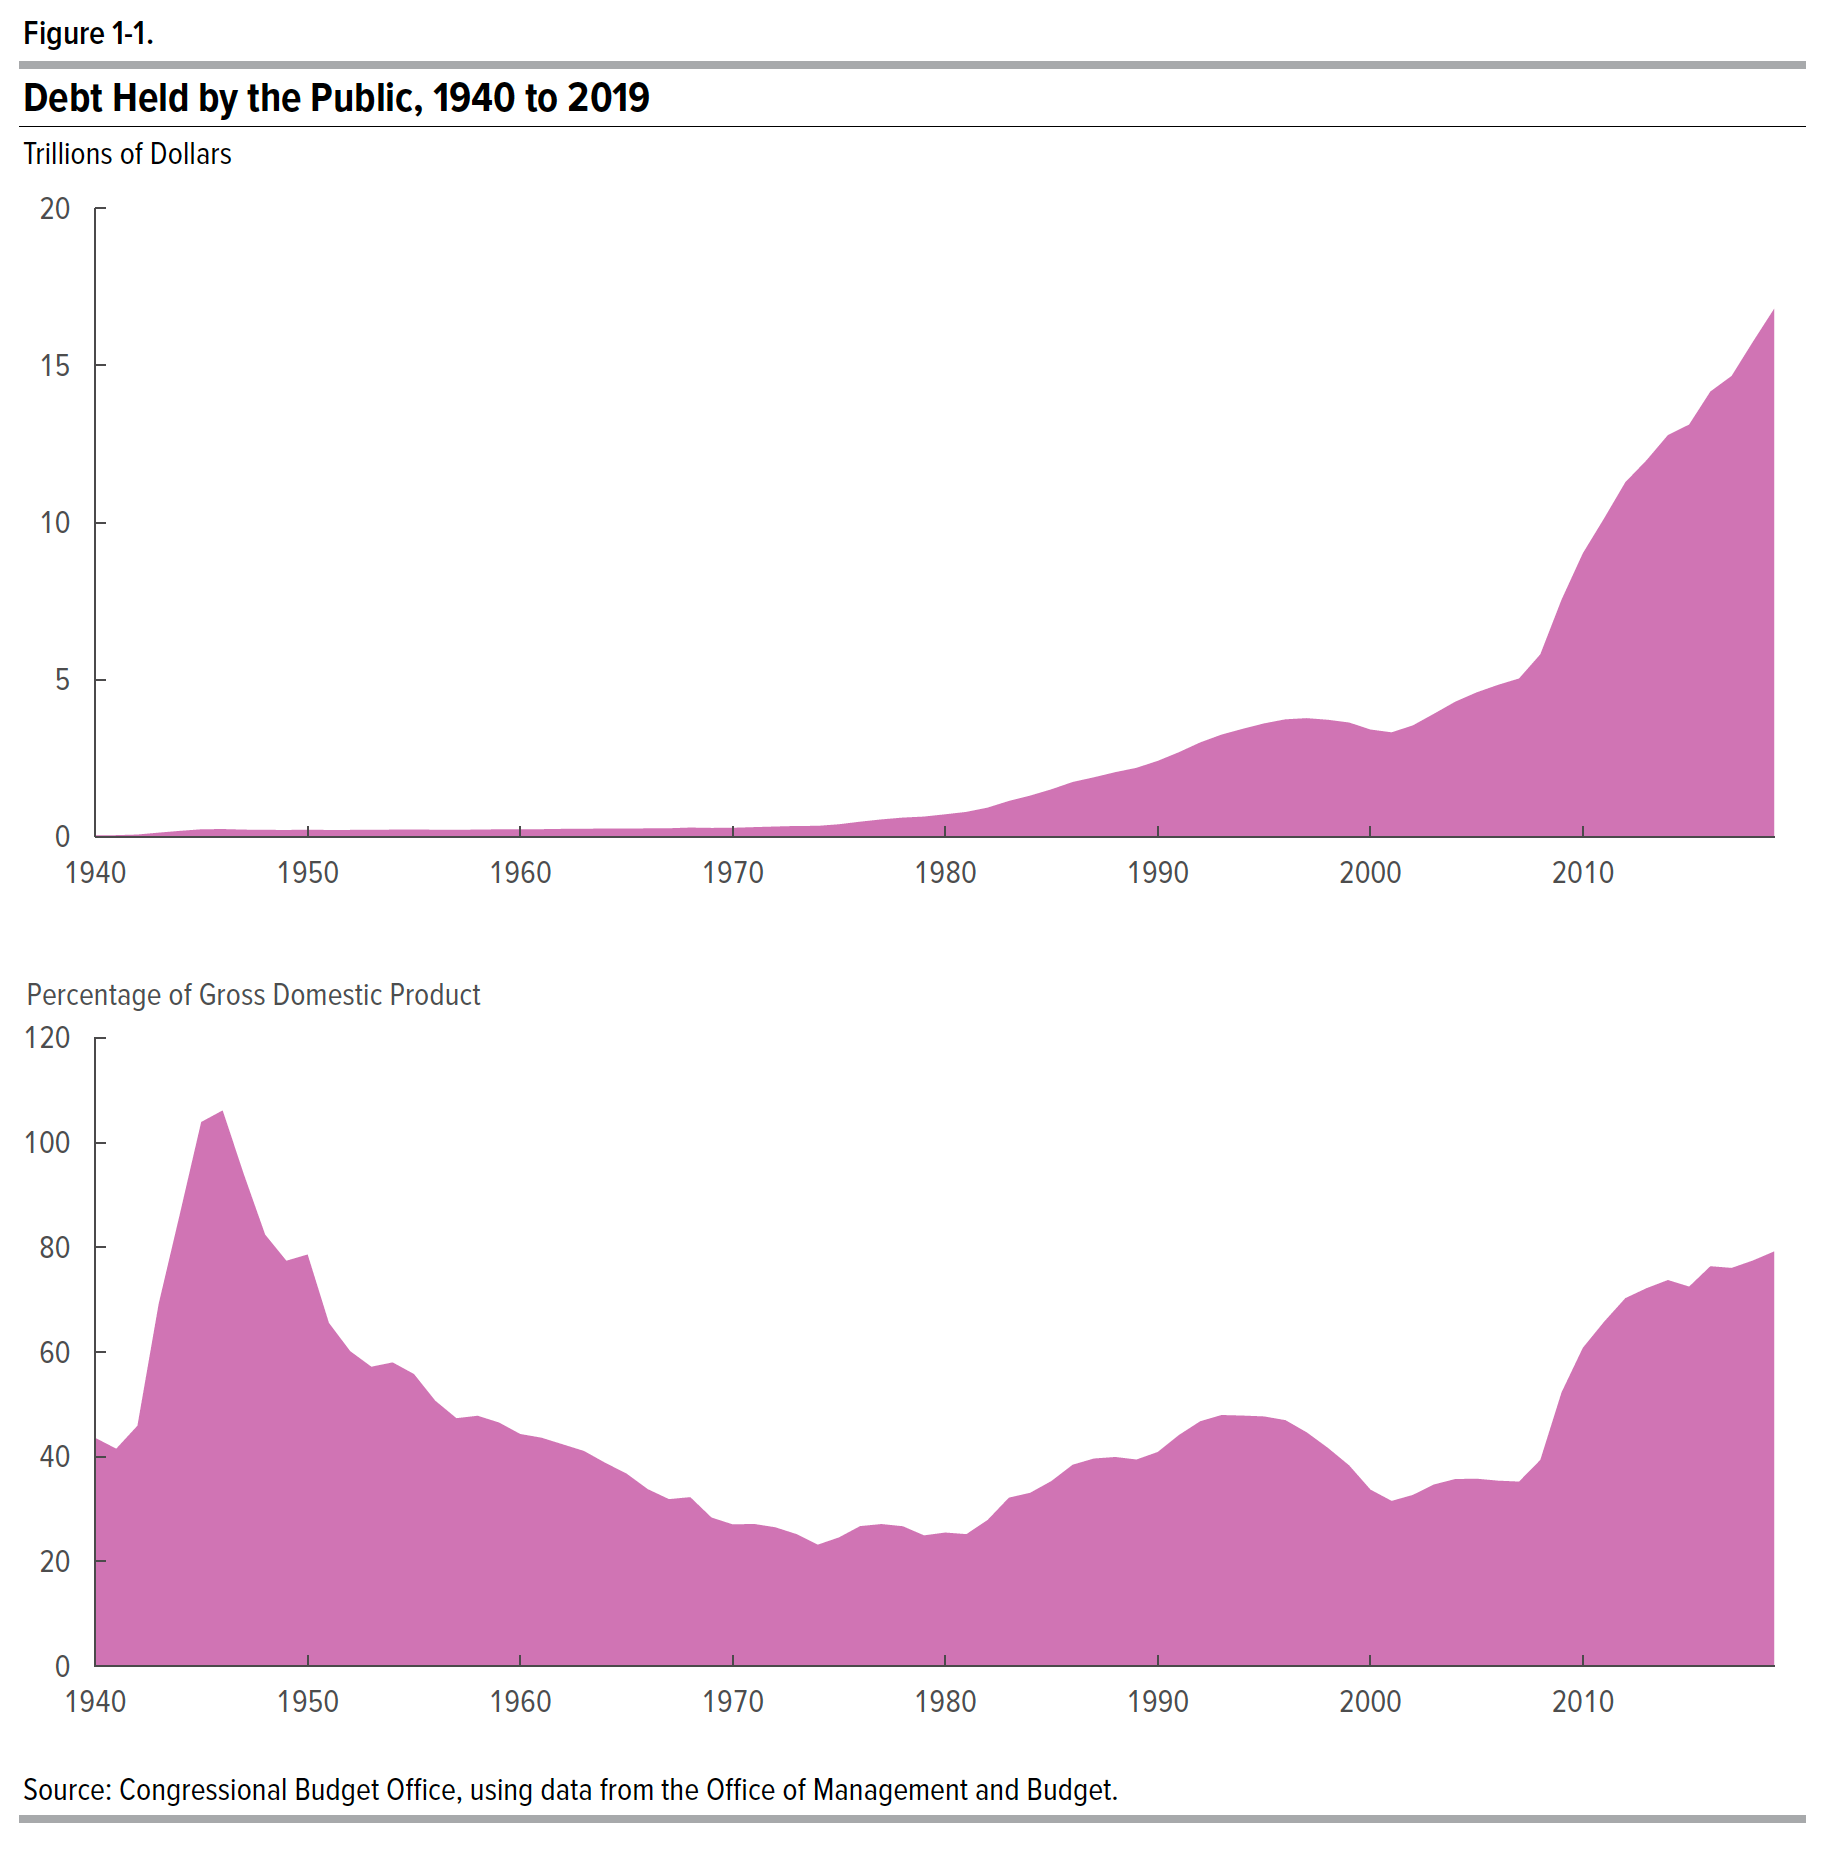 Figure 1-1.
Debt Held by the Public, 1940 to 2019
Trillions of Dollars
20
15
10
5
0
1940 1950 1960 1970 1980 1990 2000 2010
Percentage of Gross Domestic Product
120
100
80
60
40
20
0
1940 1950 1960 1970 1980 1990 2000 2010
Source: Congressional Budget Office, using data from the Office of Management and Budget.